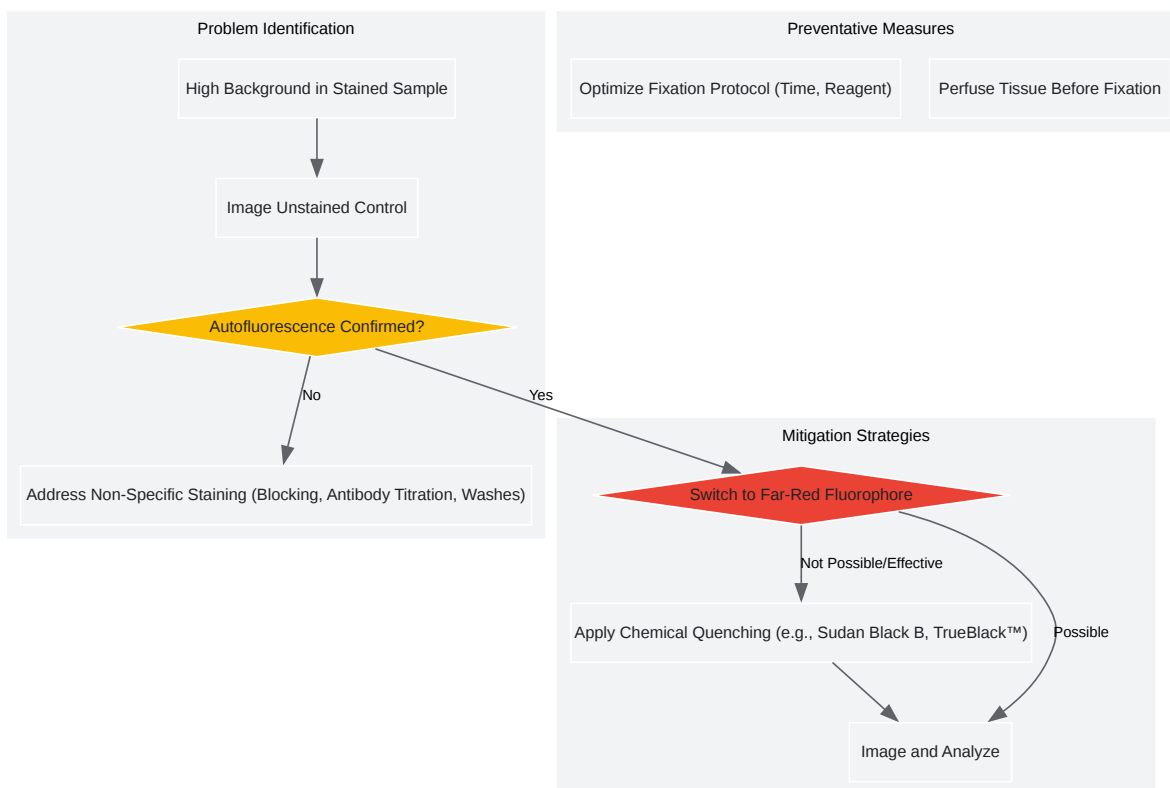 Problem Identification
High Background in Stained Sample
Image Unstained Control
Autofluorescence Confirmed?
No
Yes
Address Non-Specific Staining (Blocking, Antibody Titration, Washes)
Preventative Measures
Optimize Fixation Protocol (Time, Reagent)
Perfuse Tissue Before Fixation
Mitigation Strategies
Switch to Far-Red Fluorophore
Not Possible/Effective
Possible
Apply Chemical Quenching (e.g., Sudan Black B, TrueBlack™)
Image and Analyze